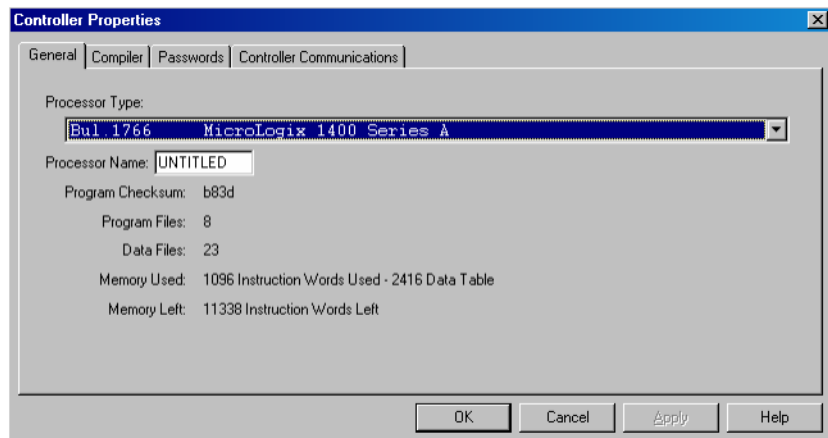 Controller Properties
General Compiler Passwords Controller Communications
Processor Type:
Bul.1766 MicroLogix 1400 Series A
Processor Name: UNTITLED
Program Checksum: b83d
Program Files: 8
Data Files: 23
Memory Used: 1096 Instruction Words Used - 2416 Data Table
Memory Left: 11338 Instruction Words Left
OK Cancel Apply Help